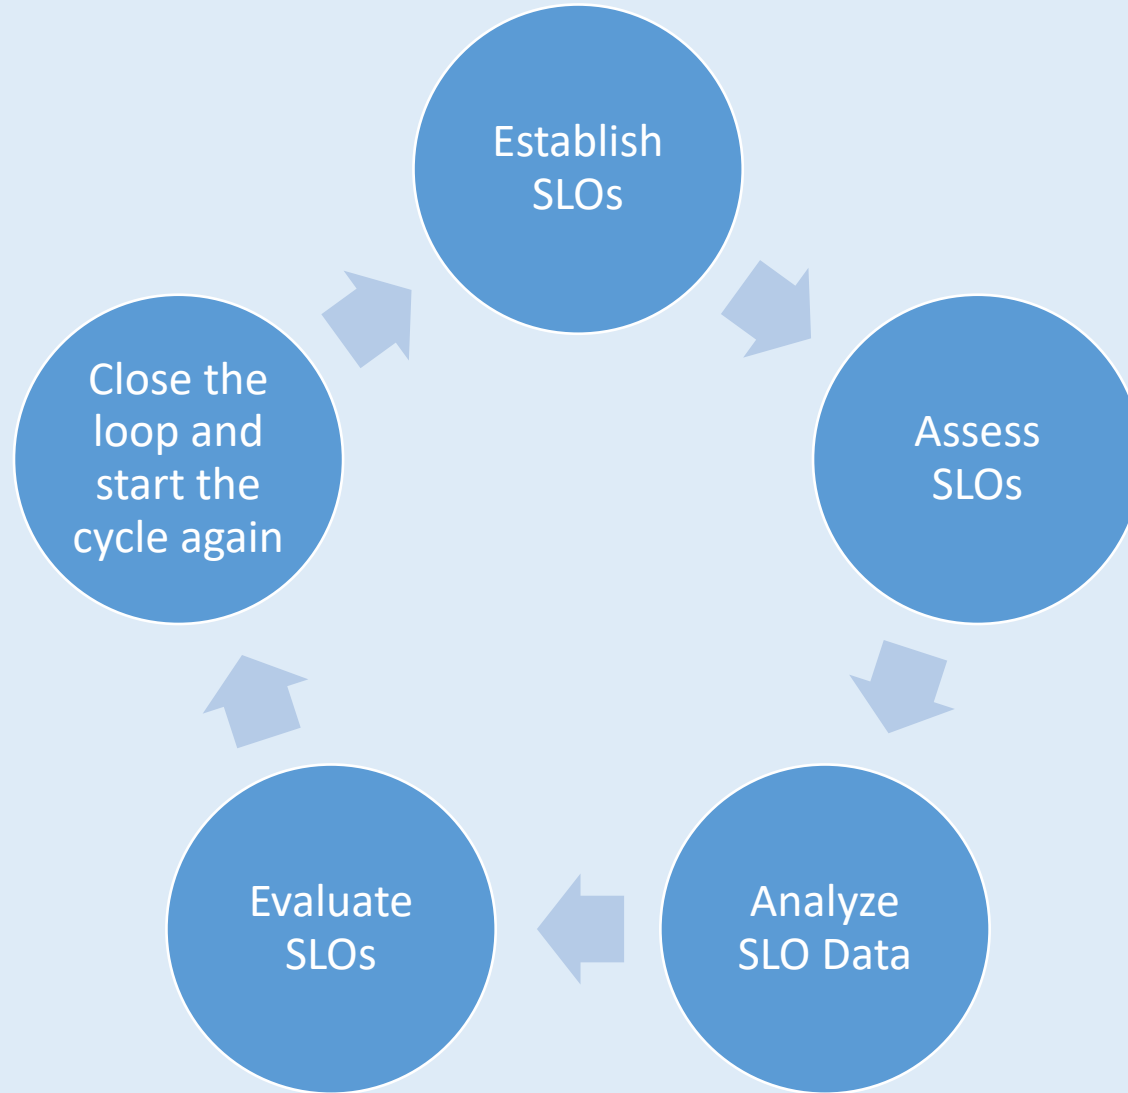 Establish
SLOs
Assess
SLOs
Analyze
SLO Data
Evaluate
SLOs
Close the
loop and
start the
cycle again